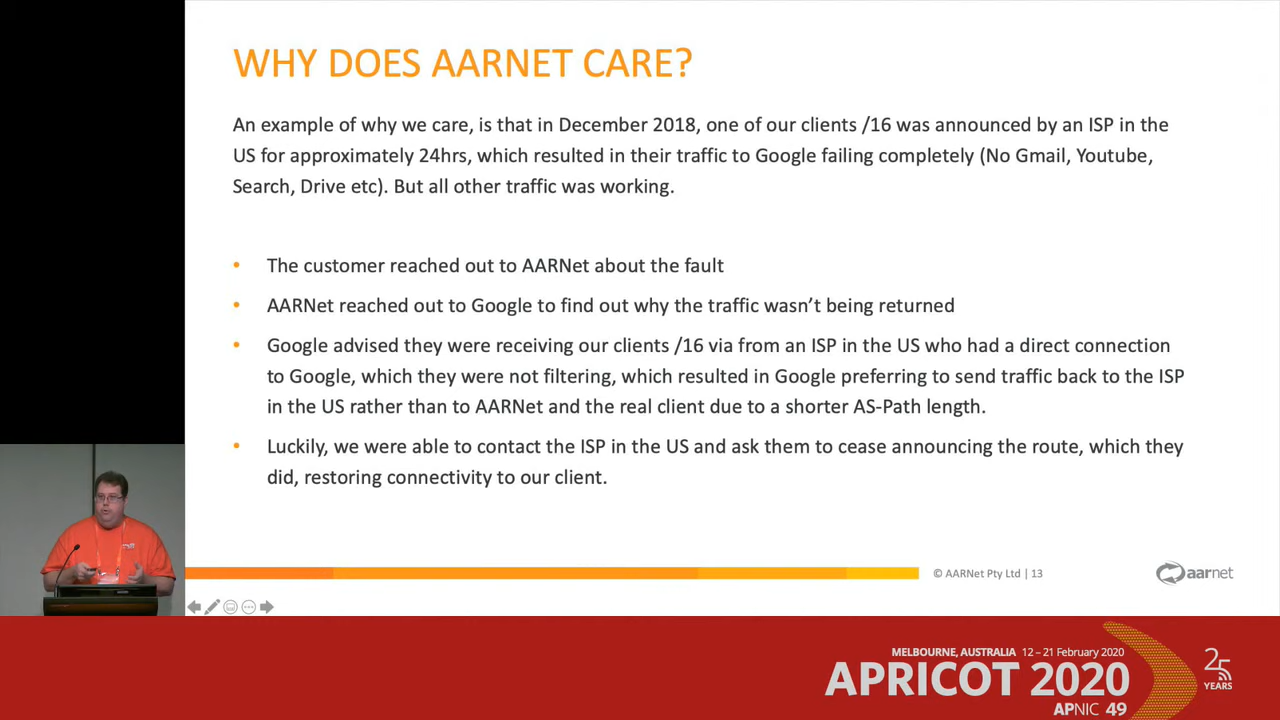 WHY DOES AARNET CARE?
An example of why we care, is that in December 2018, one of our clients /16 was announced by an ISP in the
US for approximately 24hrs, which resulted in their traffic to Google failing completely (No Gmail, Youtube,
Search, Drive etc). But all other traffic was working.
• The customer reached out to AARNet about the fault
• AARNet reached out to Google to find out why the traffic wasn't being returned
• Google advised they were receiving our clients /16 via from an ISP in the US who had a direct connection
to Google, which they were not filtering, which resulted in Google preferring to send traffic back to the ISP
in the US rather than to AARNet and the real client due to a shorter AS-Path length.
• Luckily, we were able to contact the ISP in the US and ask them to cease announcing the route, which they
did, restoring connectivity to our client.
© AARNet Pty Ltd | 13
aarnet
MELBOURNE, AUSTRALIA 12 – 21 February 2020
APRICOT 2020
APNIC 49
25
YEARS